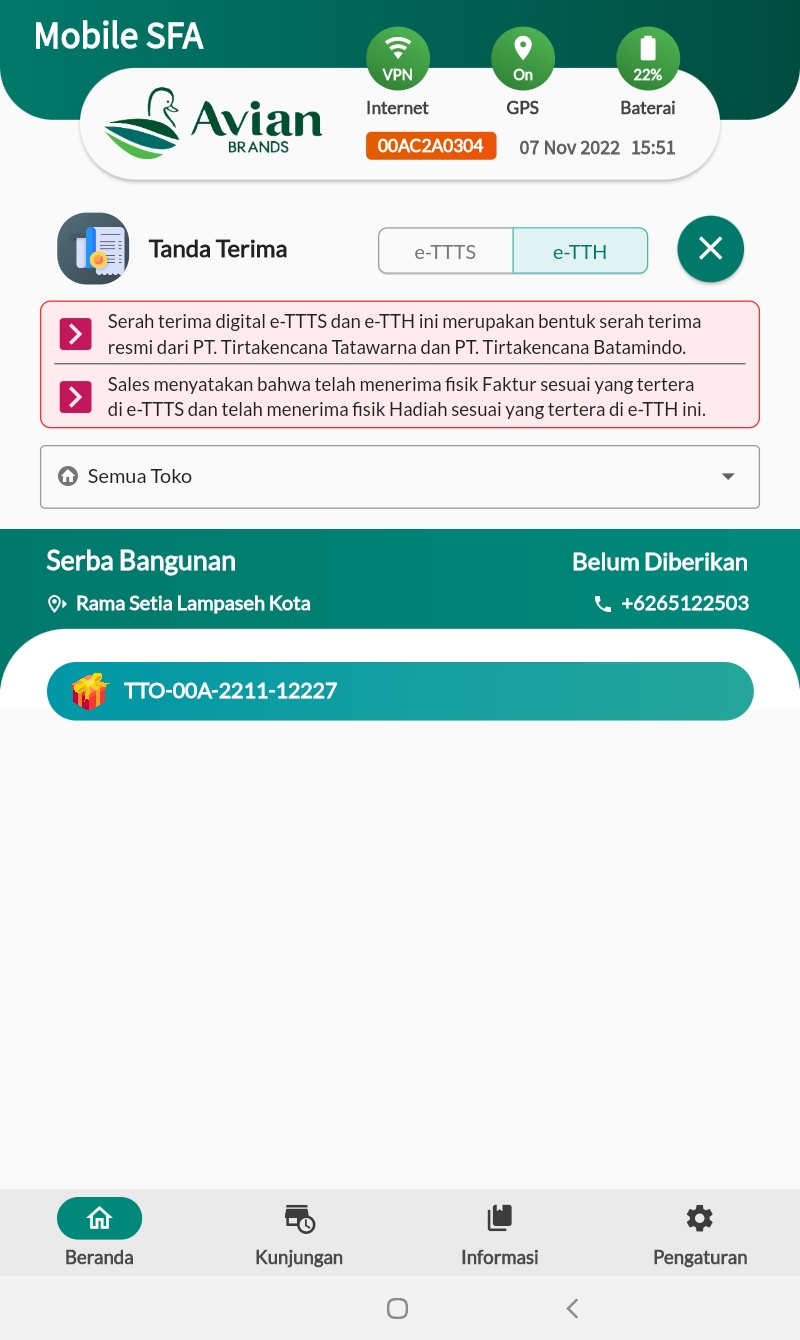 Mobile SFA
VPN
On
22%
Internet
GPS
Baterai
Avian
BRANDS
00AC2A0304
07 Nov 2022 15:51
Tanda Terima
e-TTTS
e-TTH
Serah terima digital e-TTTS dan e-TTH ini merupakan bentuk serah terima
resmi dari PT. Tirtakencana Tatawarna dan PT. Tirtakencana Batamindo.
Sales menyatakan bahwa telah menerima fisik Faktur sesuai yang tertera
di e-TTTS dan telah menerima fisik Hadiah sesuai yang tertera di e-TTH ini.
Semua Toko
Serba Bangunan
Belum Diberikan
Rama Setia Lampaseh Kota
+6265122503
TTO-00A-2211-12227
Beranda
Kunjungan
Informasi
Pengaturan